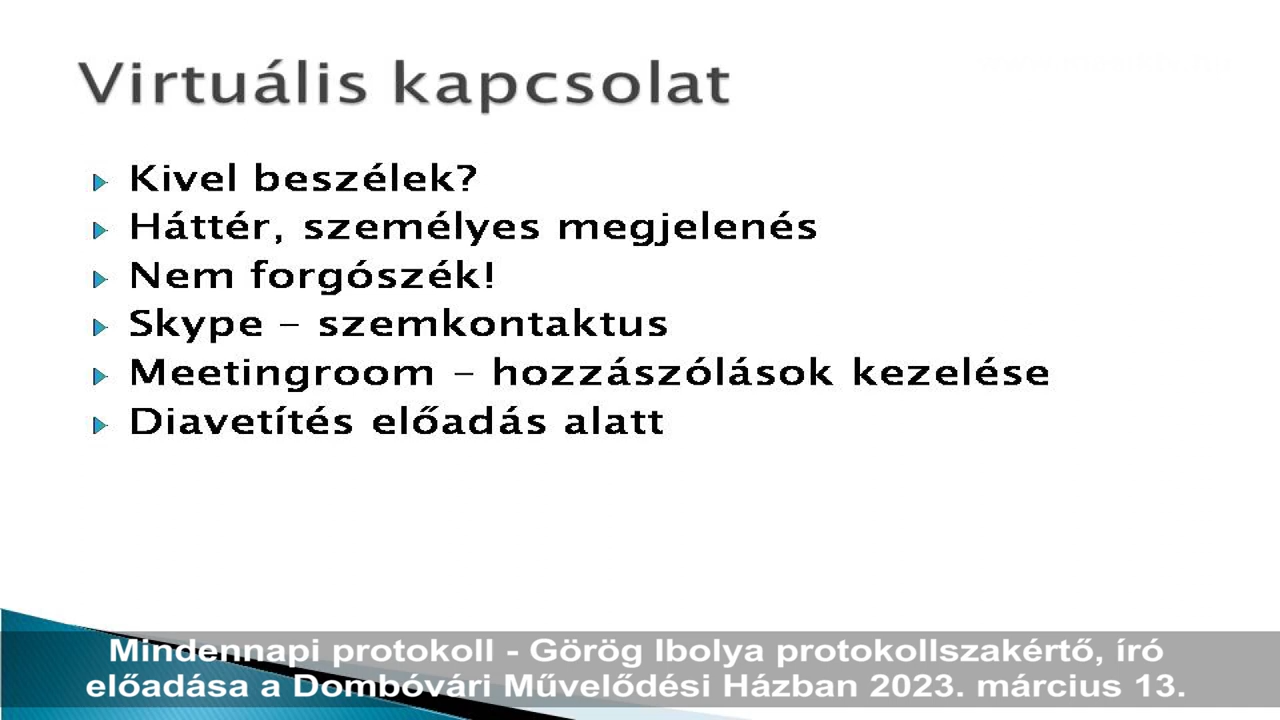 Virtuális kapcsolat
Kivel beszélek?
Háttér, személyes megjelenés
Nem forgószék!
Skype – szemkontaktus
Meetingroom – hozzászólások kezelése
Diavetítés előadás alatt
Mindennapi protokoll - Görög Ibolya protokollszakértő, író
előadása a Dombóvári Művelődési Házban 2023. március 13.